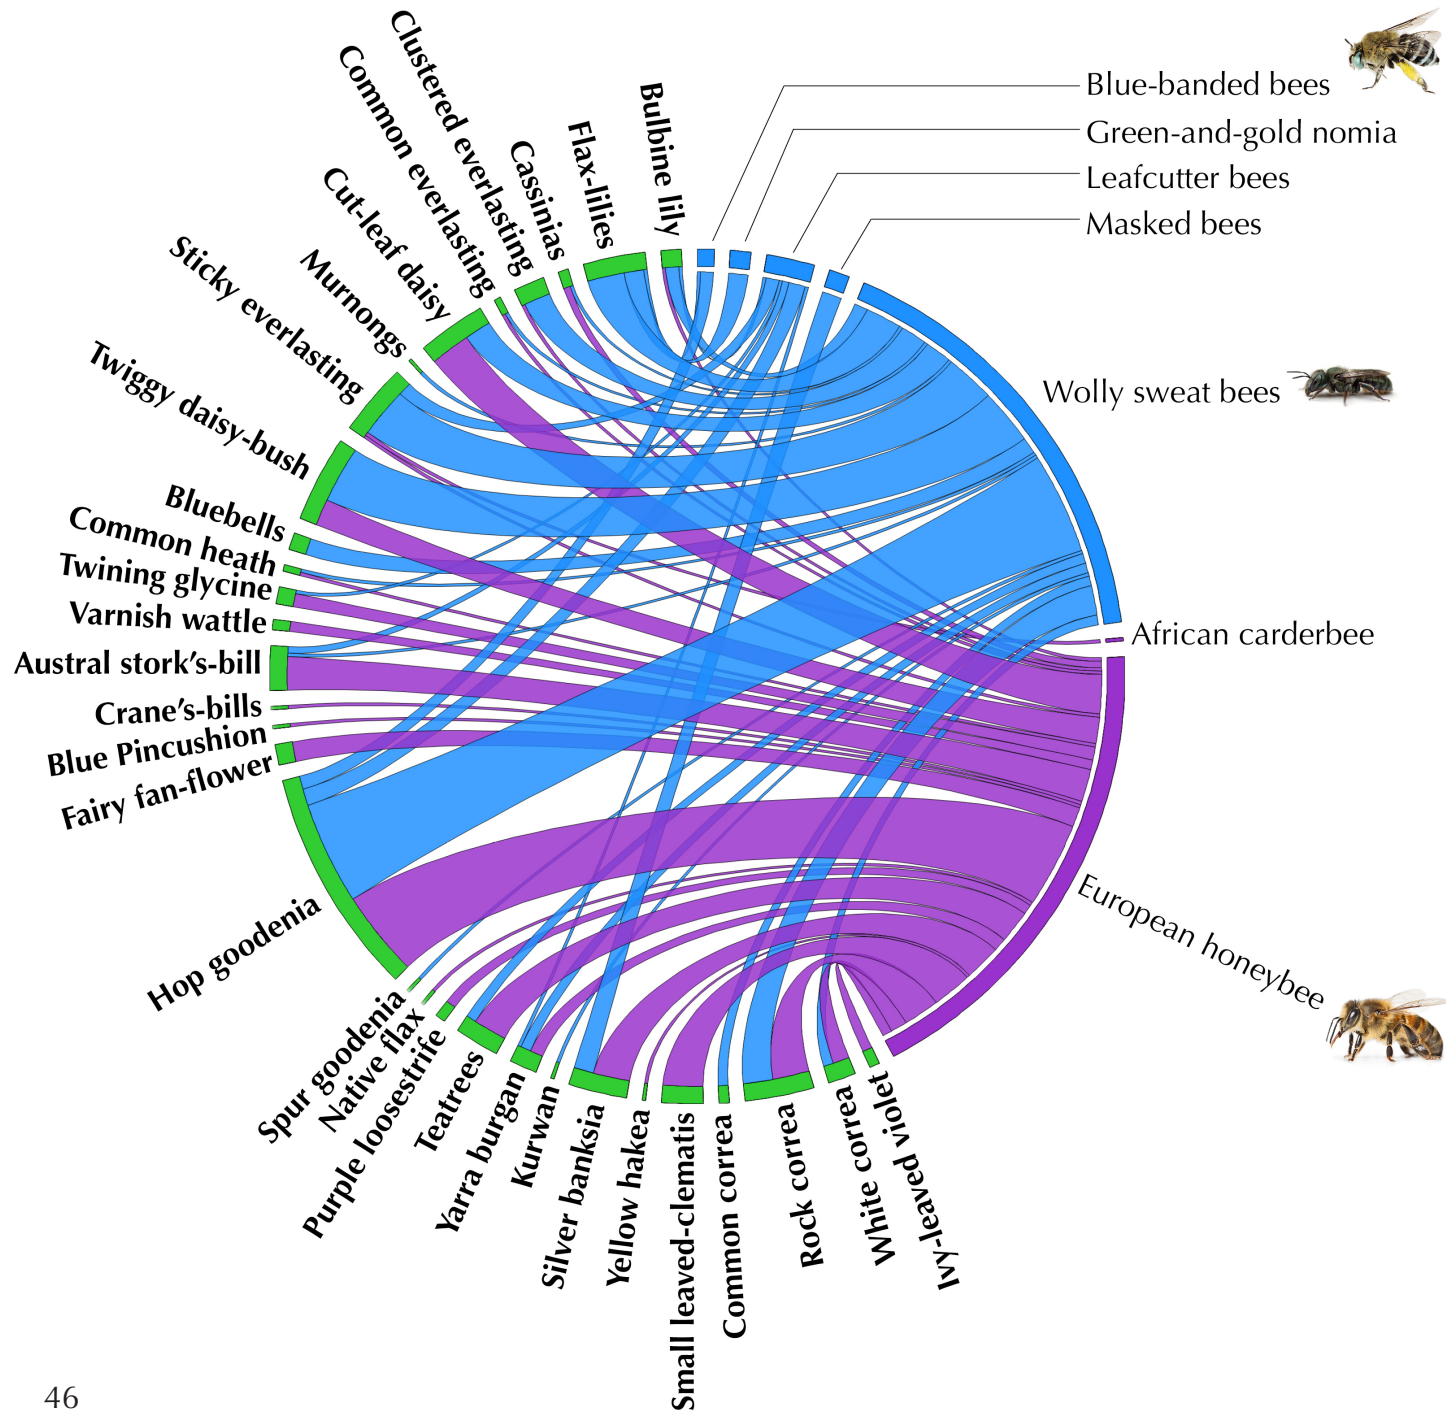 Blue-banded bees
Green-and-gold nomia
Leafcutter bees
Masked bees
Wolly sweat bees
African carderbee
European honeybee
Bulbine lily
Flax-lilies
Cassinias
Clustered everlasting
Common everlasting
Cut-leaf daisy
Murnongs
Sticky everlasting
Twiggy daisy-bush
Bluebells
Common heath
Twining glycine
Varnish wattle
Austral stork’s-bill
Crane’s-bills
Blue Pincushion
Fairy fan-flower
Hop goodenia
Spur goodenia
Native flax
Purple loosestrife
Teatrees
Yarra burgan
Kurwan
Silver banksia
Yellow hakea
Small leaved-clematis
Common correa
Rock correa
White correa
Ivy-leaved violet
46